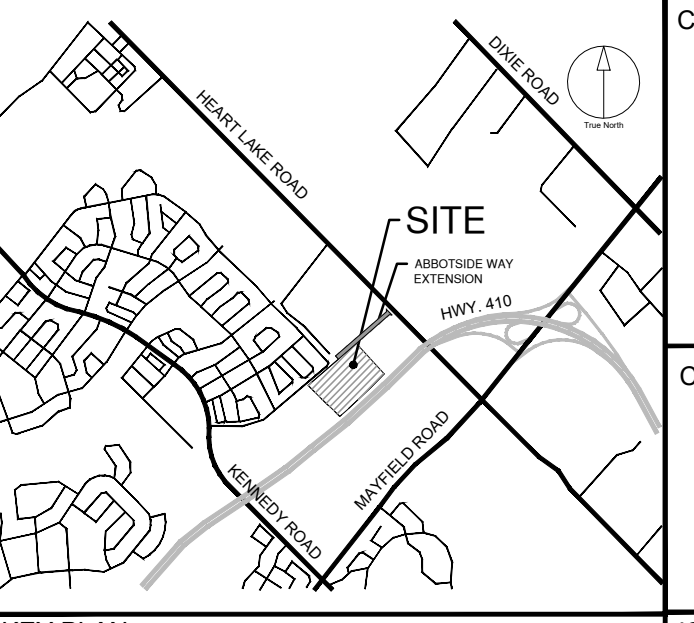 C
DIXIE ROAD
HEART LAKE ROAD
True North
SITE
ABBOTSIDE WAY
EXTENSION
HWY. 410
MAYFIELD ROAD
KENNEDY ROAD